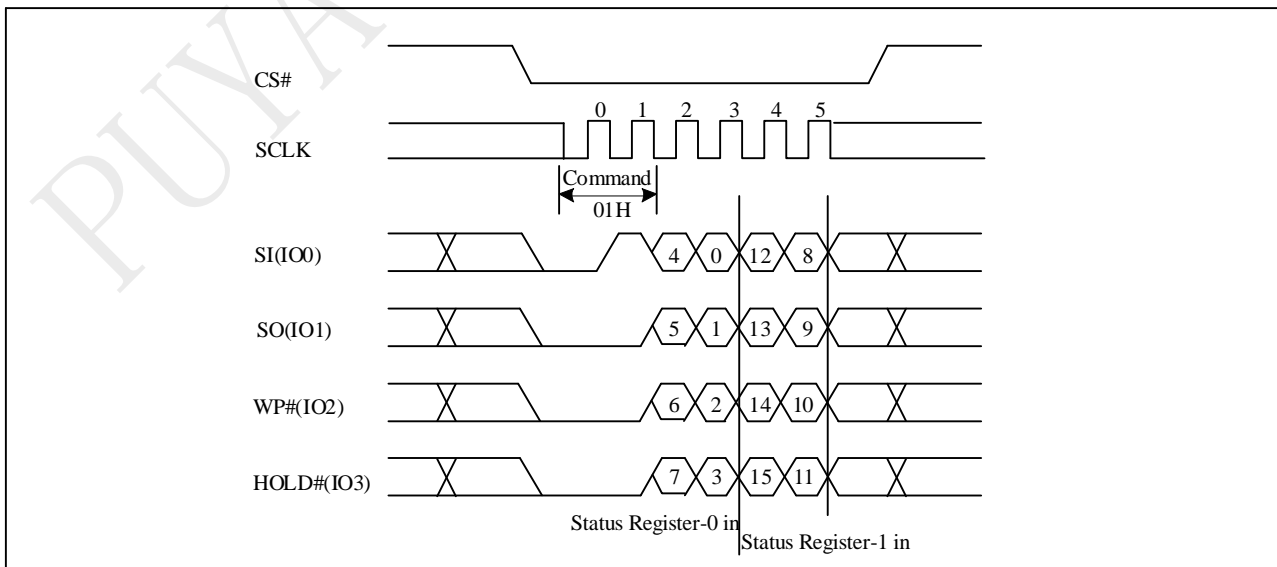 PUYA
CS#
0 1 2 3 4 5
SCLK
Command
01H
SI(IO0) 4 0 12 8
SO(IO1) 5 1 13 9
WP#(IO2) 6 2 14 10
HOLD#(IO3) 7 3 15 11
Status Register-0 in
Status Register-1 in